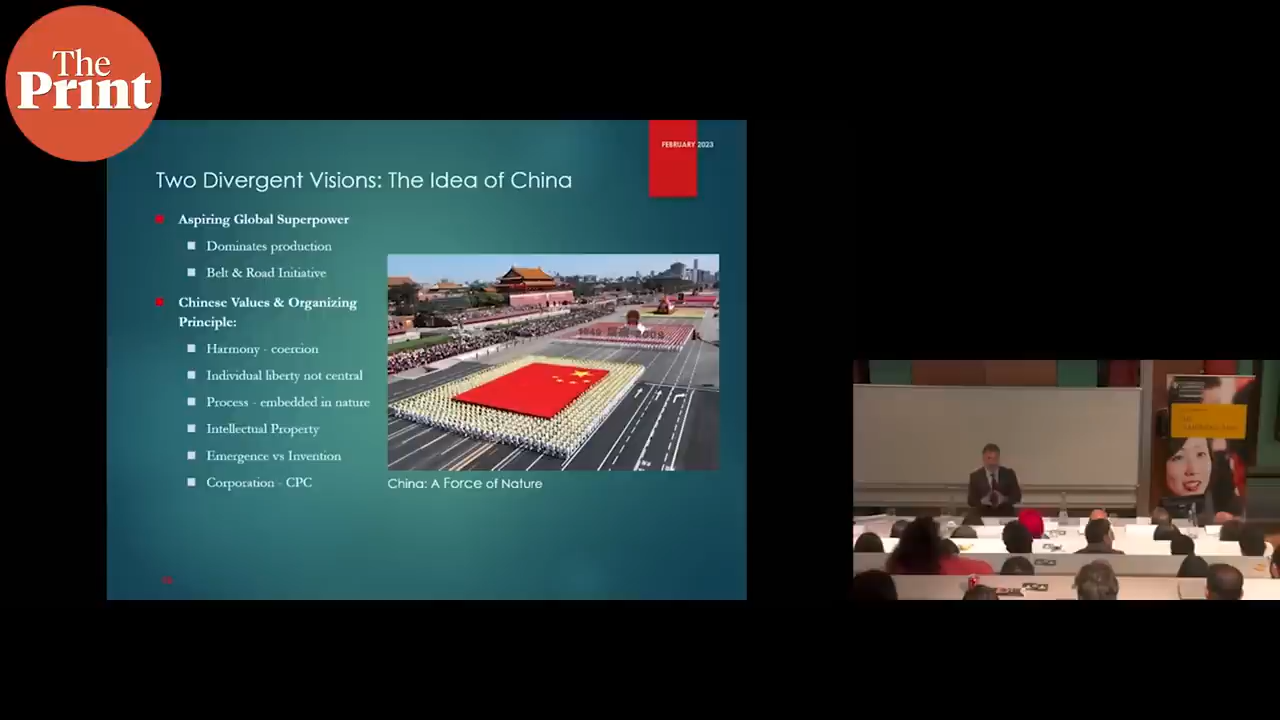 The
Print
FEBRUARY 2023
Two Divergent Visions: The Idea of China
Aspiring Global Superpower
Dominates production
Belt & Road Initiative
Chinese Values & Organizing
Principle:
Harmony - coercion
Individual liberty not central
Process - embedded in nature
Intellectual Property
Emergence vs Invention
Corporation - CPC
China: A Force of Nature